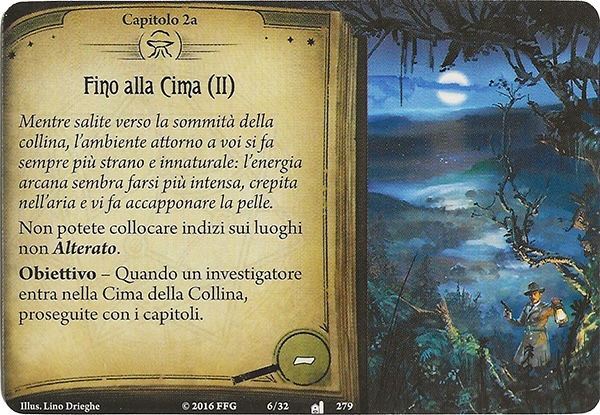 Capitolo 2a
Fino alla Cima (II)
Mentre salite verso la sommità della
collina, l'ambiente attorno a voi si fa
sempre più strano e innaturale: l'energia
arcana sembra farsi più intensa, crepita
nell'aria e vi fa accapponare la pelle.
Non potete collocare indizi sui luoghi
non Alterato.
Obiettivo – Quando un investigatore
entra nella Cima della Collina,
proseguite con i capitoli.
–
Illus. Lino Drieghe © 2016 FFG 6/32 279